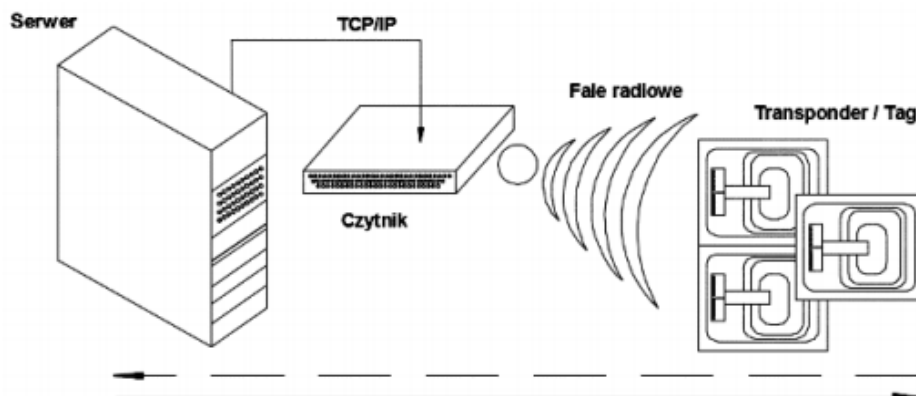 Serwer
TCP/IP
Fale radiowe
Transponder / Tag
Czytnik